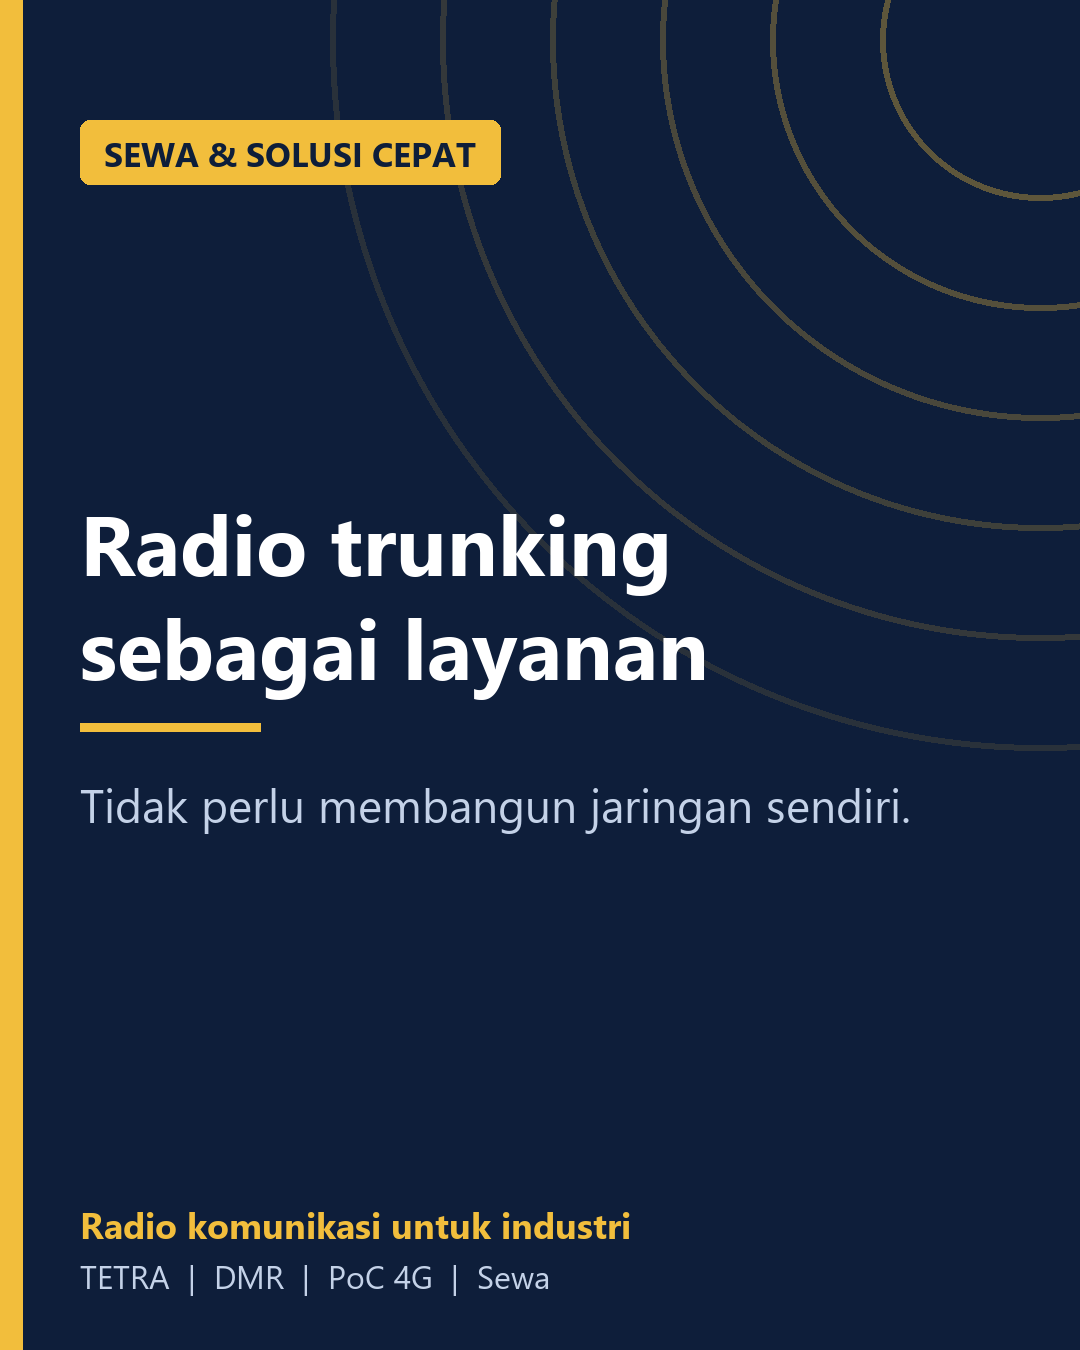 SEWA & SOLUSI CEPAT
Radio trunking
sebagai layanan
Tidak perlu membangun jaringan sendiri.
Radio komunikasi untuk industri
TETRA | DMR | PoC 4G | Sewa